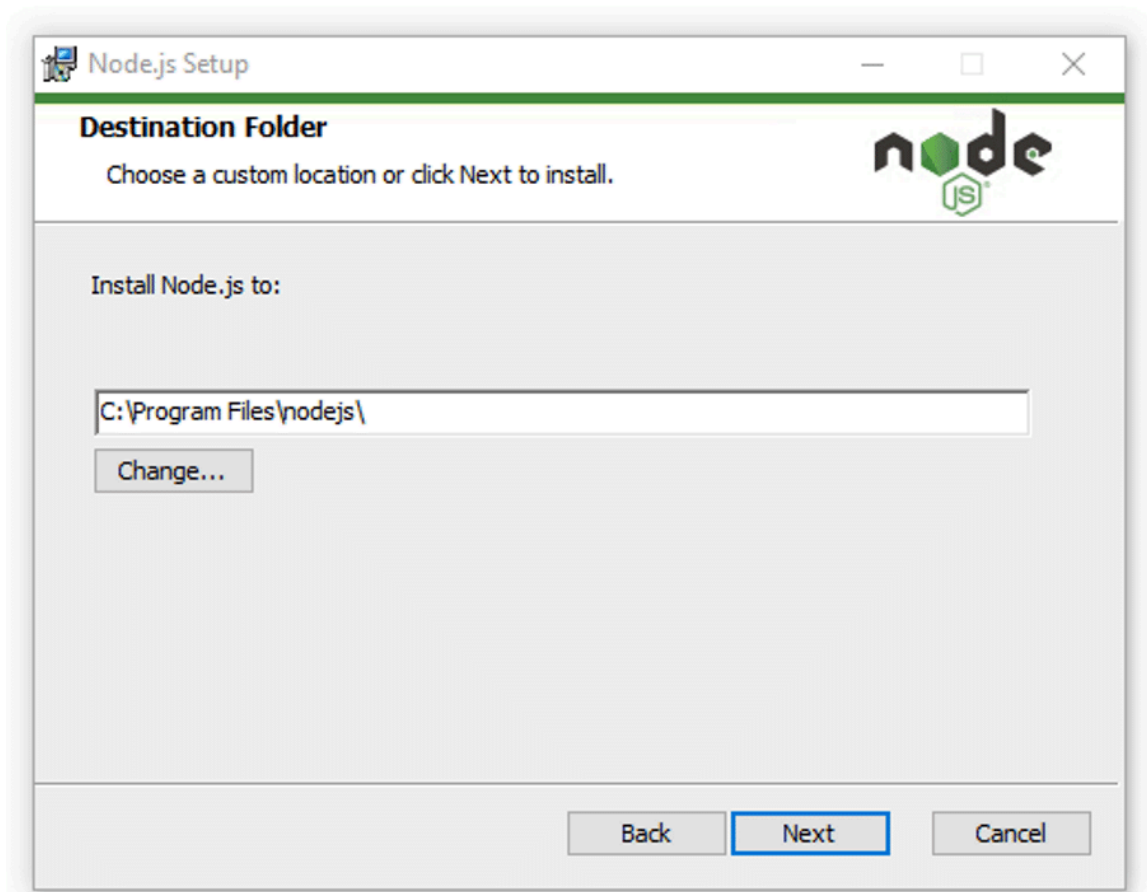 Node.js Setup
Destination Folder
Choose a custom location or click Next to install.
node
JS
Install Node.js to:
C:\Program Files\nodejs\
Change...
Back
Next
Cancel